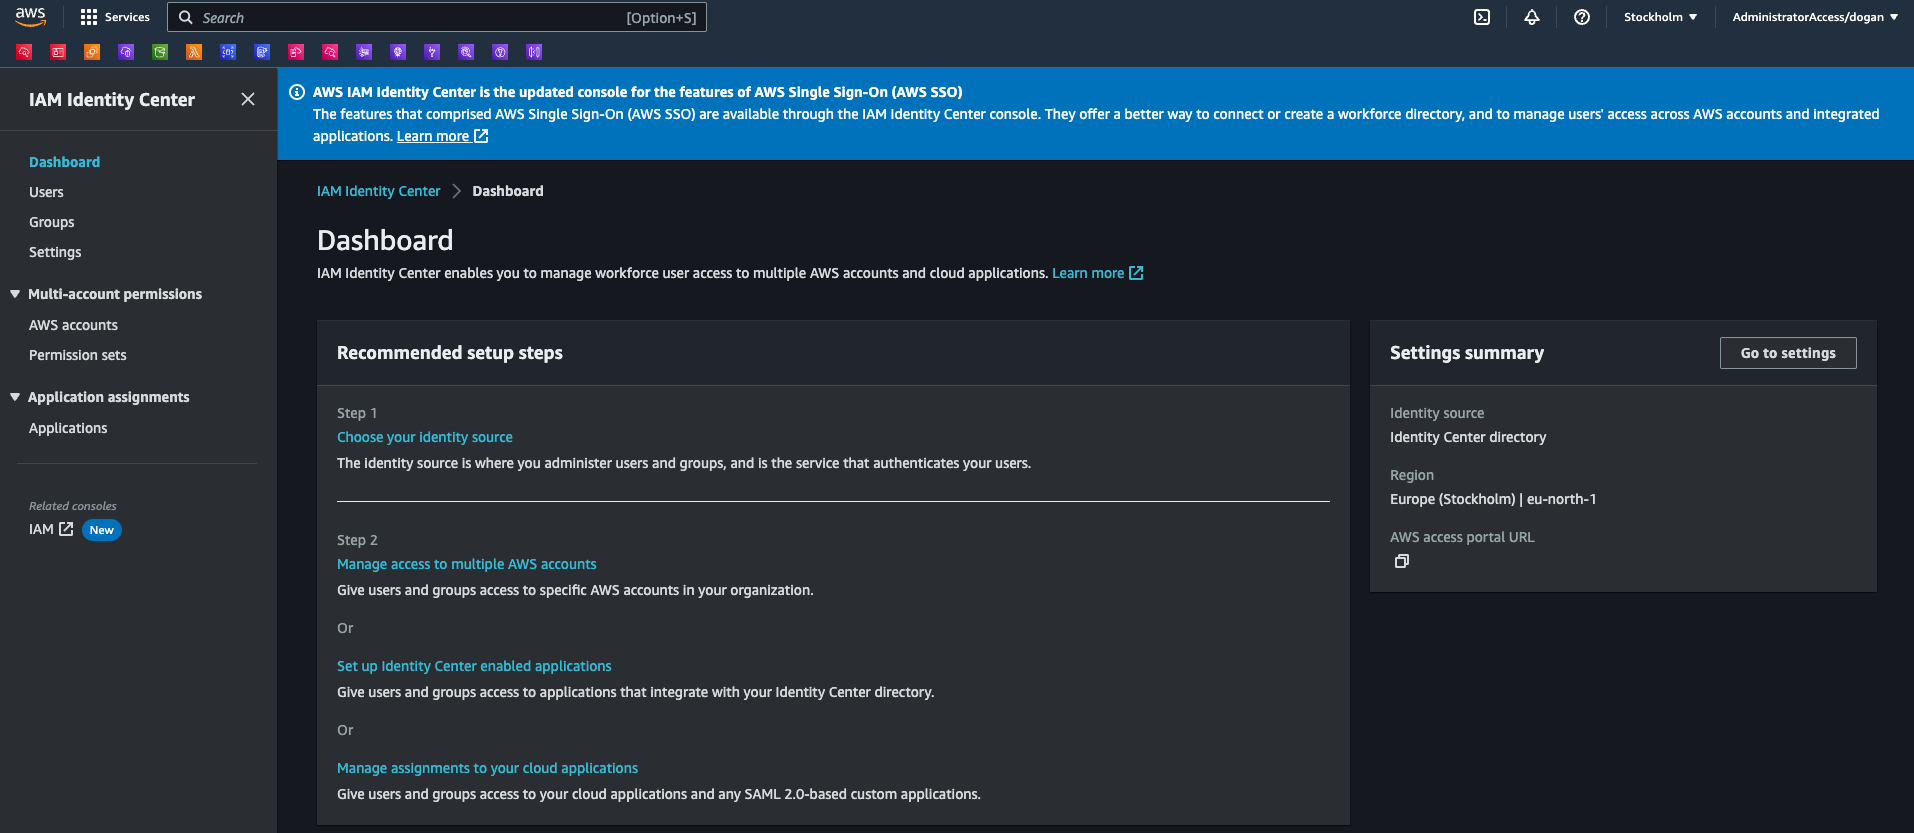 aws
Services
Search
[Option+S]
Stockholm
AdministratorAccess/dogan
IAM Identity Center
Dashboard
Users
Groups
Settings
Multi-account permissions
AWS accounts
Permission sets
Application assignments
Applications
Related consoles
IAM
New
AWS IAM Identity Center is the updated console for the features of AWS Single Sign-On (AWS SSO)
The features that comprised AWS Single Sign-On (AWS SSO) are available through the IAM Identity Center console. They offer a better way to connect or create a workforce directory, and to manage users' access across AWS accounts and integrated
applications. Learn more
IAM Identity Center
Dashboard
Dashboard
IAM Identity Center enables you to manage workforce user access to multiple AWS accounts and cloud applications. Learn more
Recommended setup steps
Step 1
Choose your identity source
The identity source is where you administer users and groups, and is the service that authenticates your users.
Step 2
Manage access to multiple AWS accounts
Give users and groups access to specific AWS accounts in your organization.
Or
Set up Identity Center enabled applications
Give users and groups access to applications that integrate with your Identity Center directory.
Or
Manage assignments to your cloud applications
Give users and groups access to your cloud applications and any SAML 2.0-based custom applications.
Settings summary
Go to settings
Identity source
Identity Center directory
Region
Europe (Stockholm) | eu-north-1
AWS access portal URL